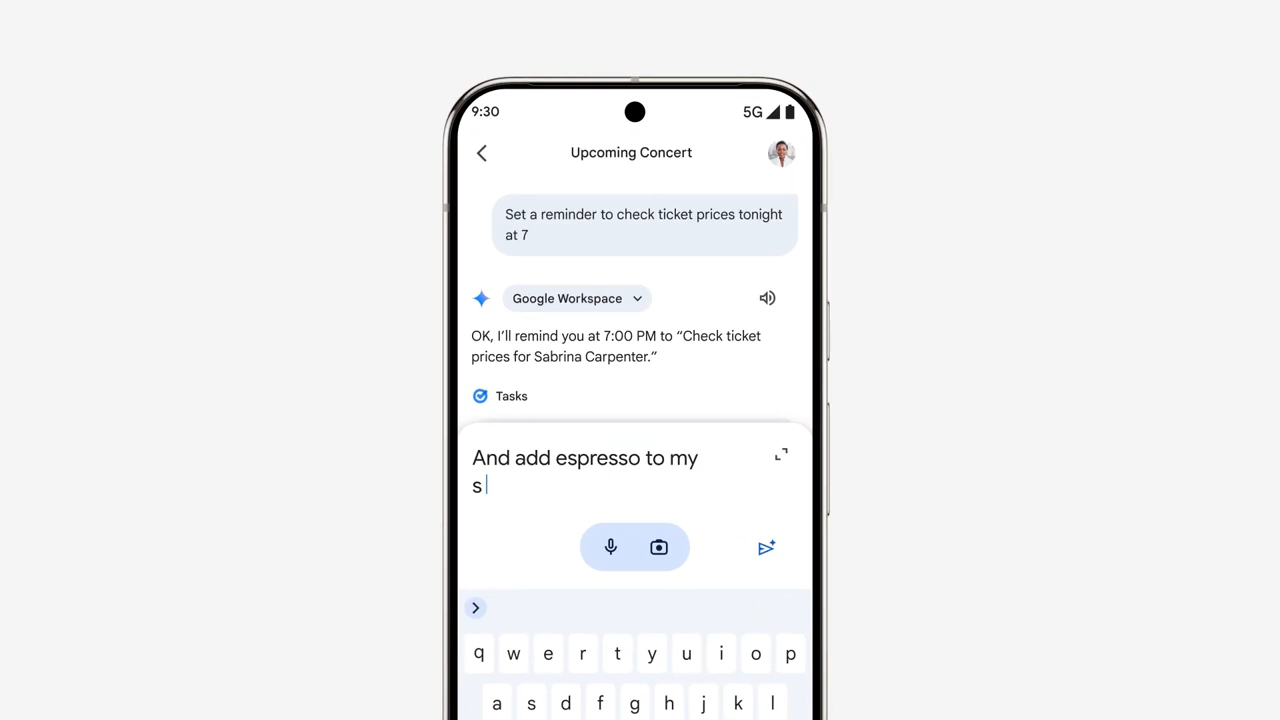 9:30
5G
Upcoming Concert
Set a reminder to check ticket prices tonight
at 7
Google Workspace
OK, I’ll remind you at 7:00 PM to “Check ticket
prices for Sabrina Carpenter.”
Tasks
And add espresso to my
s
q w e r t y u i o p
a s d f g h j k l